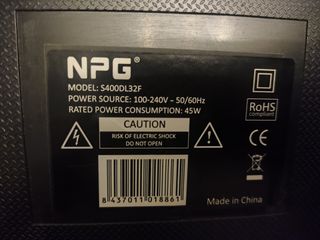 NPG®
MODEL: S400DL32F
POWER SOURCE: 100-240V ~ 50/60Hz
RATED POWER CONSUMPTION: 45W
RoHS
compliant
CAUTION
RISK OF ELECTRIC SHOCK
DO NOT OPEN
CE
8 437011 018861
Made in China